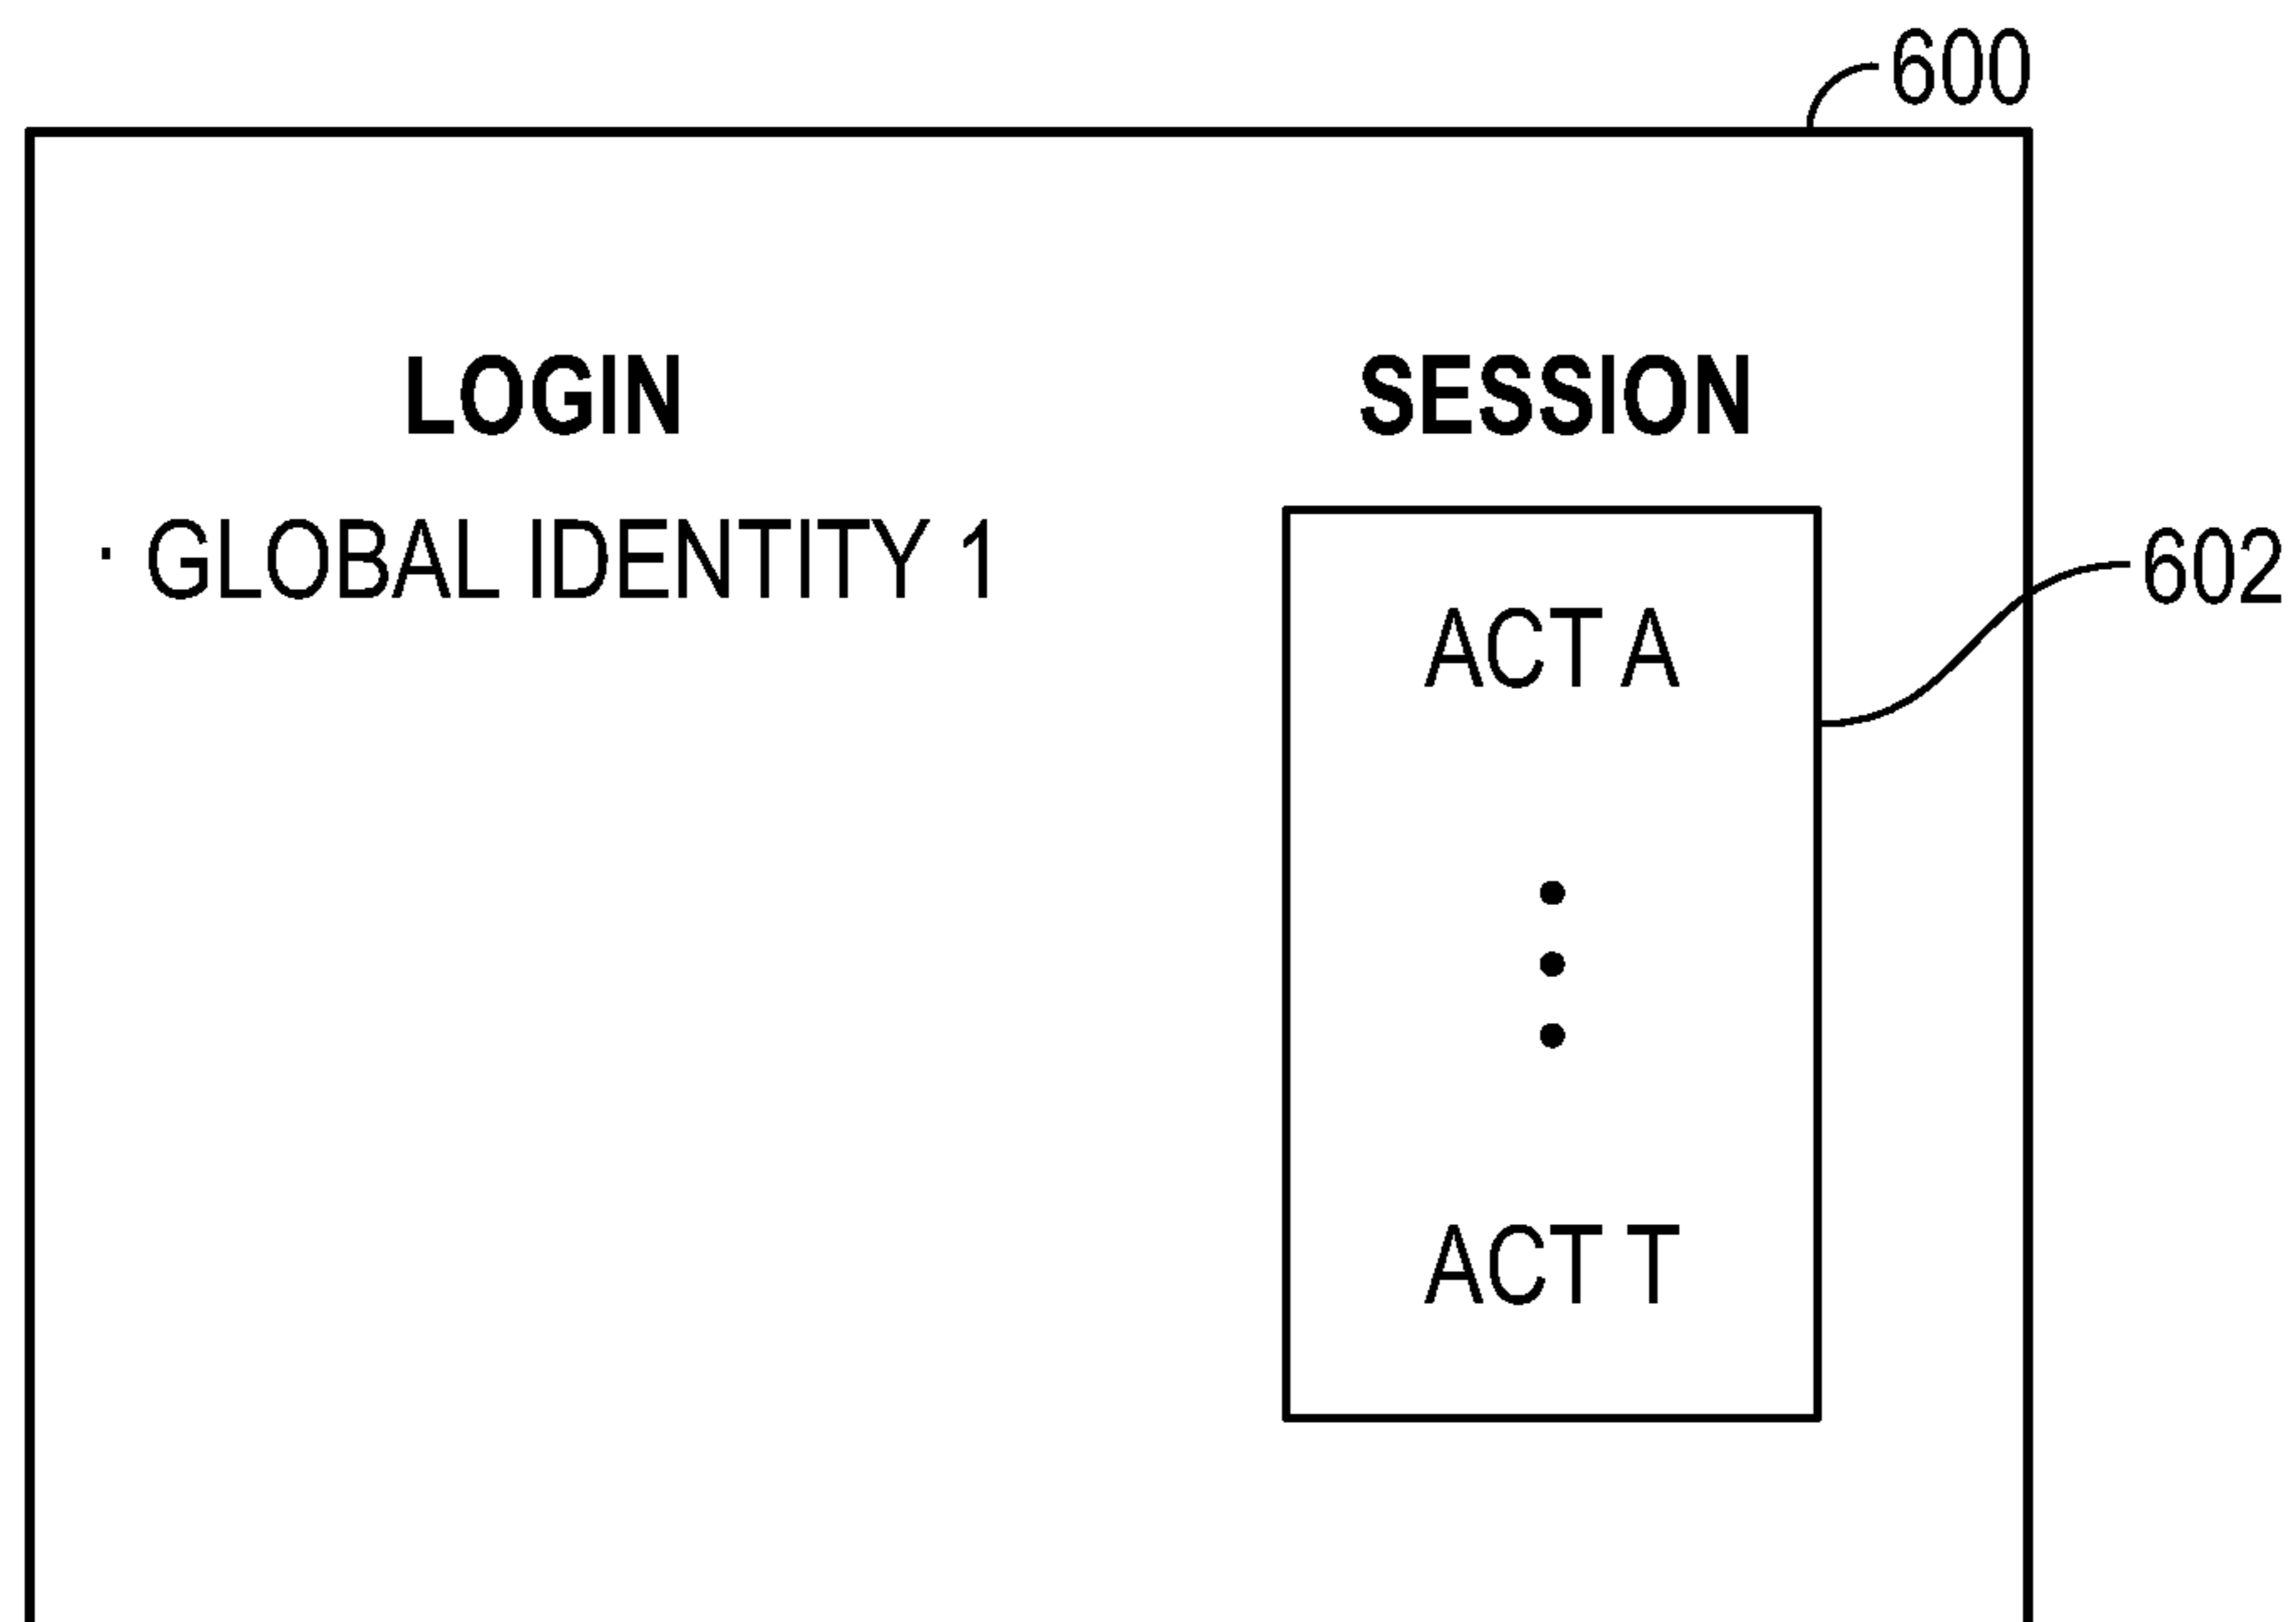 600
LOGIN
SESSION
· GLOBAL IDENTITY 1
602
ACT A
ACT T